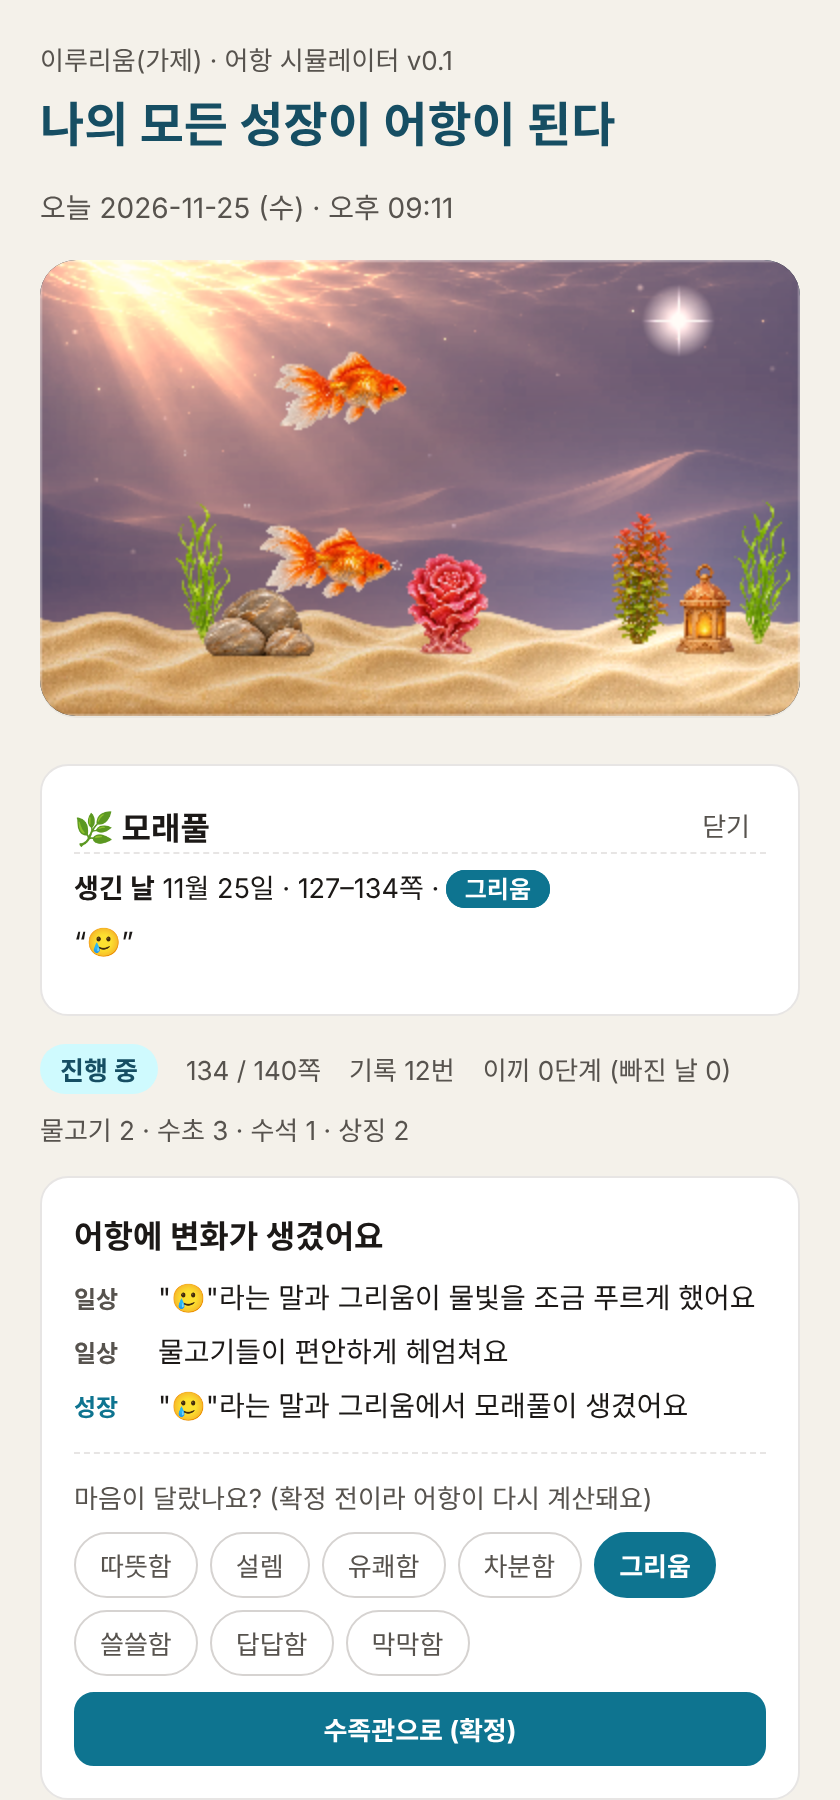 이루리움(가제) · 어항 시뮬레이터 v0.1
나의 모든 성장이 어항이 된다
오늘 2026-11-25 (수) · 오후 09:11
🌿 모래풀 닫기
생긴 날 11월 25일 · 127–134쪽 · 그리움
“🥲”
진행 중 134 / 140쪽 기록 12번 이끼 0단계 (빠진 날 0)
물고기 2 · 수초 3 · 수석 1 · 상징 2
어항에 변화가 생겼어요
일상 "🥲"라는 말과 그리움이 물빛을 조금 푸르게 했어요
일상 물고기들이 편안하게 헤엄쳐요
성장 "🥲"라는 말과 그리움에서 모래풀이 생겼어요
마음이 달랐나요? (확정 전이라 어항이 다시 계산돼요)
따뜻함 설렘 유쾌함 차분함 그리움
쓸쓸함 답답함 막막함
수족관으로 (확정)